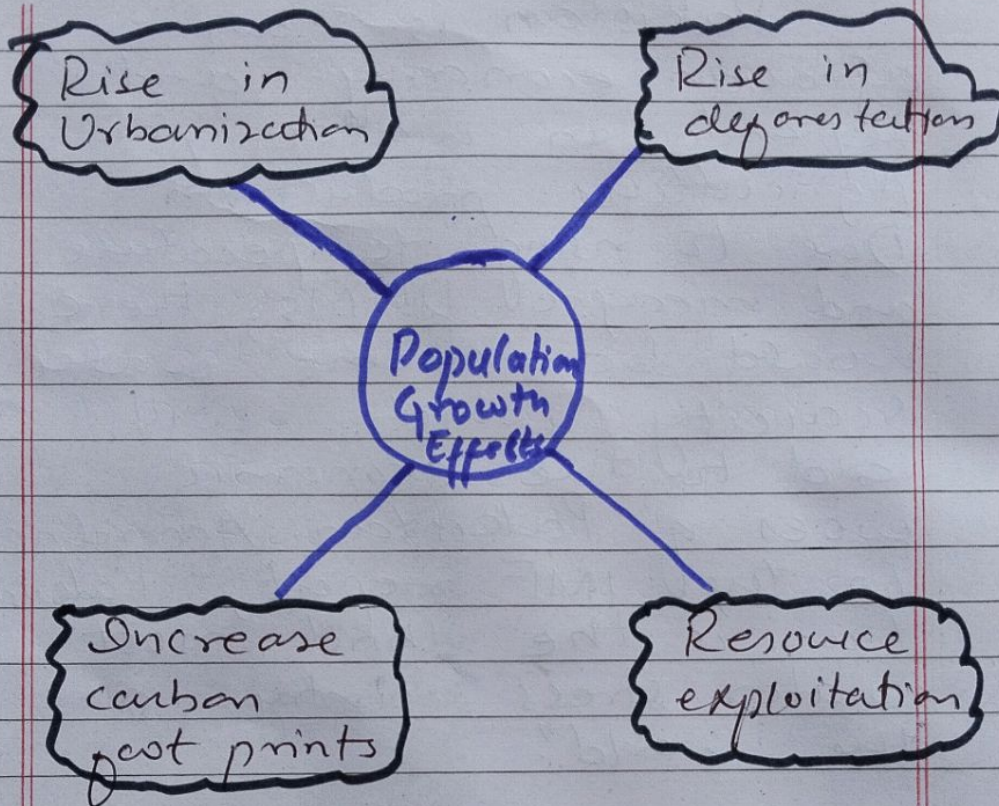 Rise in
Urbanization
Rise in
deforestation
Population
Growth
Effects
Increase
carbon
foot prints
Resource
exploitation